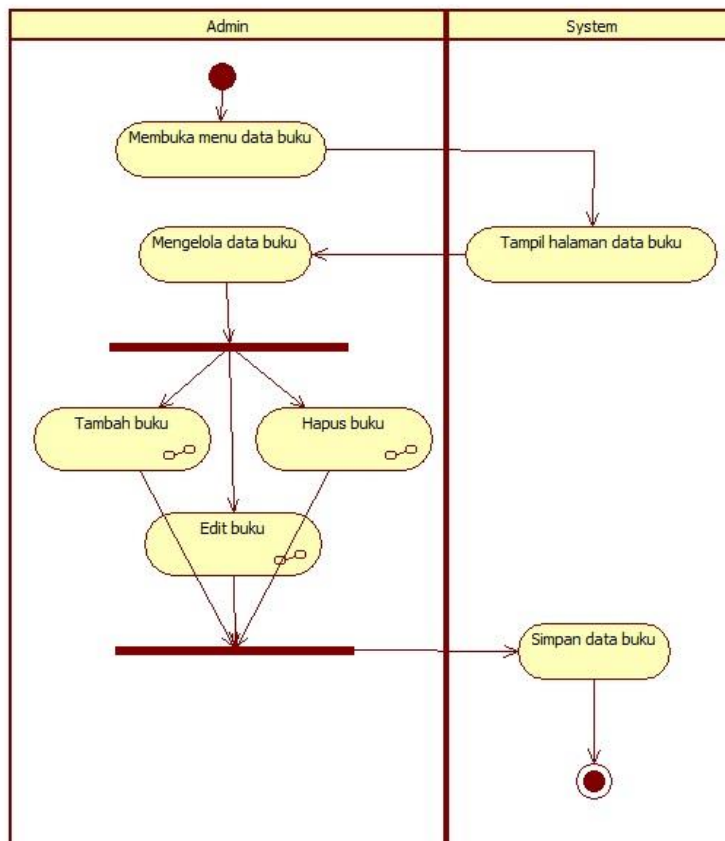 Admin
System
Membuka menu data buku
Mengelola data buku
Tampil halaman data buku
Tambah buku
Hapus buku
Edit buku
Simpan data buku